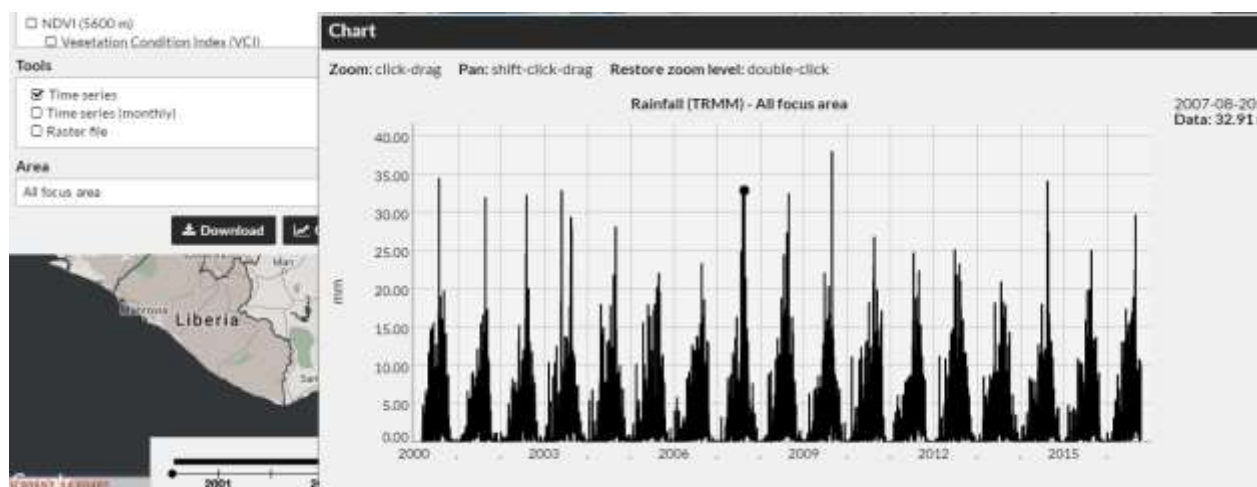 NDVI (5600 m)
Vegetation Condition Index (VCI)
Tools
Time series
Time series (monthly)
Raster file
Area
All focus area
Download
Man
Monrovia
Liberia
San
2001
Chart
Zoom: click-drag Pan: shift-click-drag Restore zoom level: double-click
Rainfall (TRMM) - All focus area
2007-08-20
Data: 32.91
40.00
35.00
30.00
25.00
20.00
15.00
10.00
5.00
0.00
mm
2000 2003 2006 2009 2012 2015